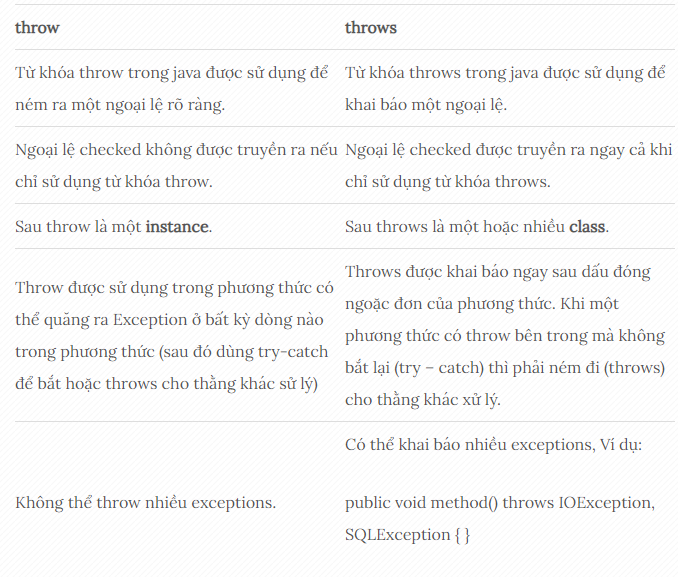 throw
throws
Từ khóa throw trong java được sử dụng để
ném ra một ngoại lệ rõ ràng.
Từ khóa throws trong java được sử dụng để
khai báo một ngoại lệ.
Ngoại lệ checked không được truyền ra nếu
chỉ sử dụng từ khóa throw.
Ngoại lệ checked được truyền ra ngay cả khi
chỉ sử dụng từ khóa throws.
Sau throw là một instance.
Sau throws là một hoặc nhiều class.
Throw được sử dụng trong phương thức có
thể quăng ra Exception ở bất kỳ dòng nào
trong phương thức (sau đó dùng try-catch
để bắt hoặc throws cho thằng khác sử lý)
Throws được khai báo ngay sau dấu đóng
ngoặc đơn của phương thức. Khi một
phương thức có throw bên trong mà không
bắt lại (try – catch) thì phải ném đi (throws)
cho thằng khác xử lý.
Không thể throw nhiều exceptions.
Có thể khai báo nhiều exceptions, Ví dụ:
public void method() throws IOException,
SQLException { }